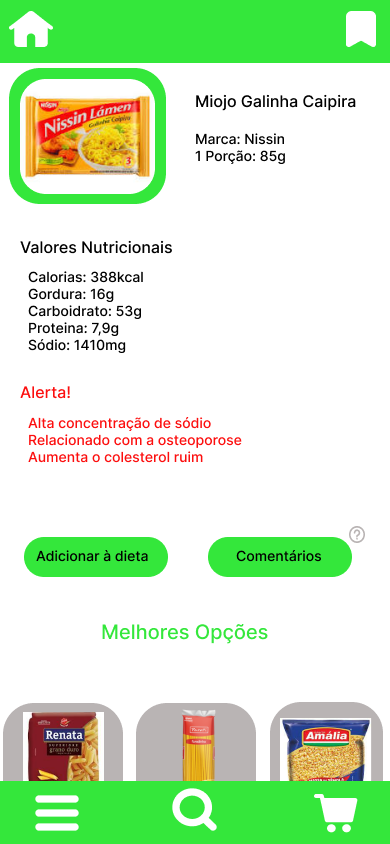 NISSIN
Nissin Lámen
Galinha Caipira
3
Miojo Galinha Caipira
Marca: Nissin
1 Porção: 85g
Valores Nutricionais
Calorias: 388kcal
Gordura: 16g
Carboidrato: 53g
Proteina: 7,9g
Sódio: 1410mg
Alerta!
Alta concentração de sódio
Relacionado com a osteoporose
Aumenta o colesterol ruim
?
Adicionar à dieta
Comentários
Melhores Opções
Renata
SUPERIORE
grano duro
Amália